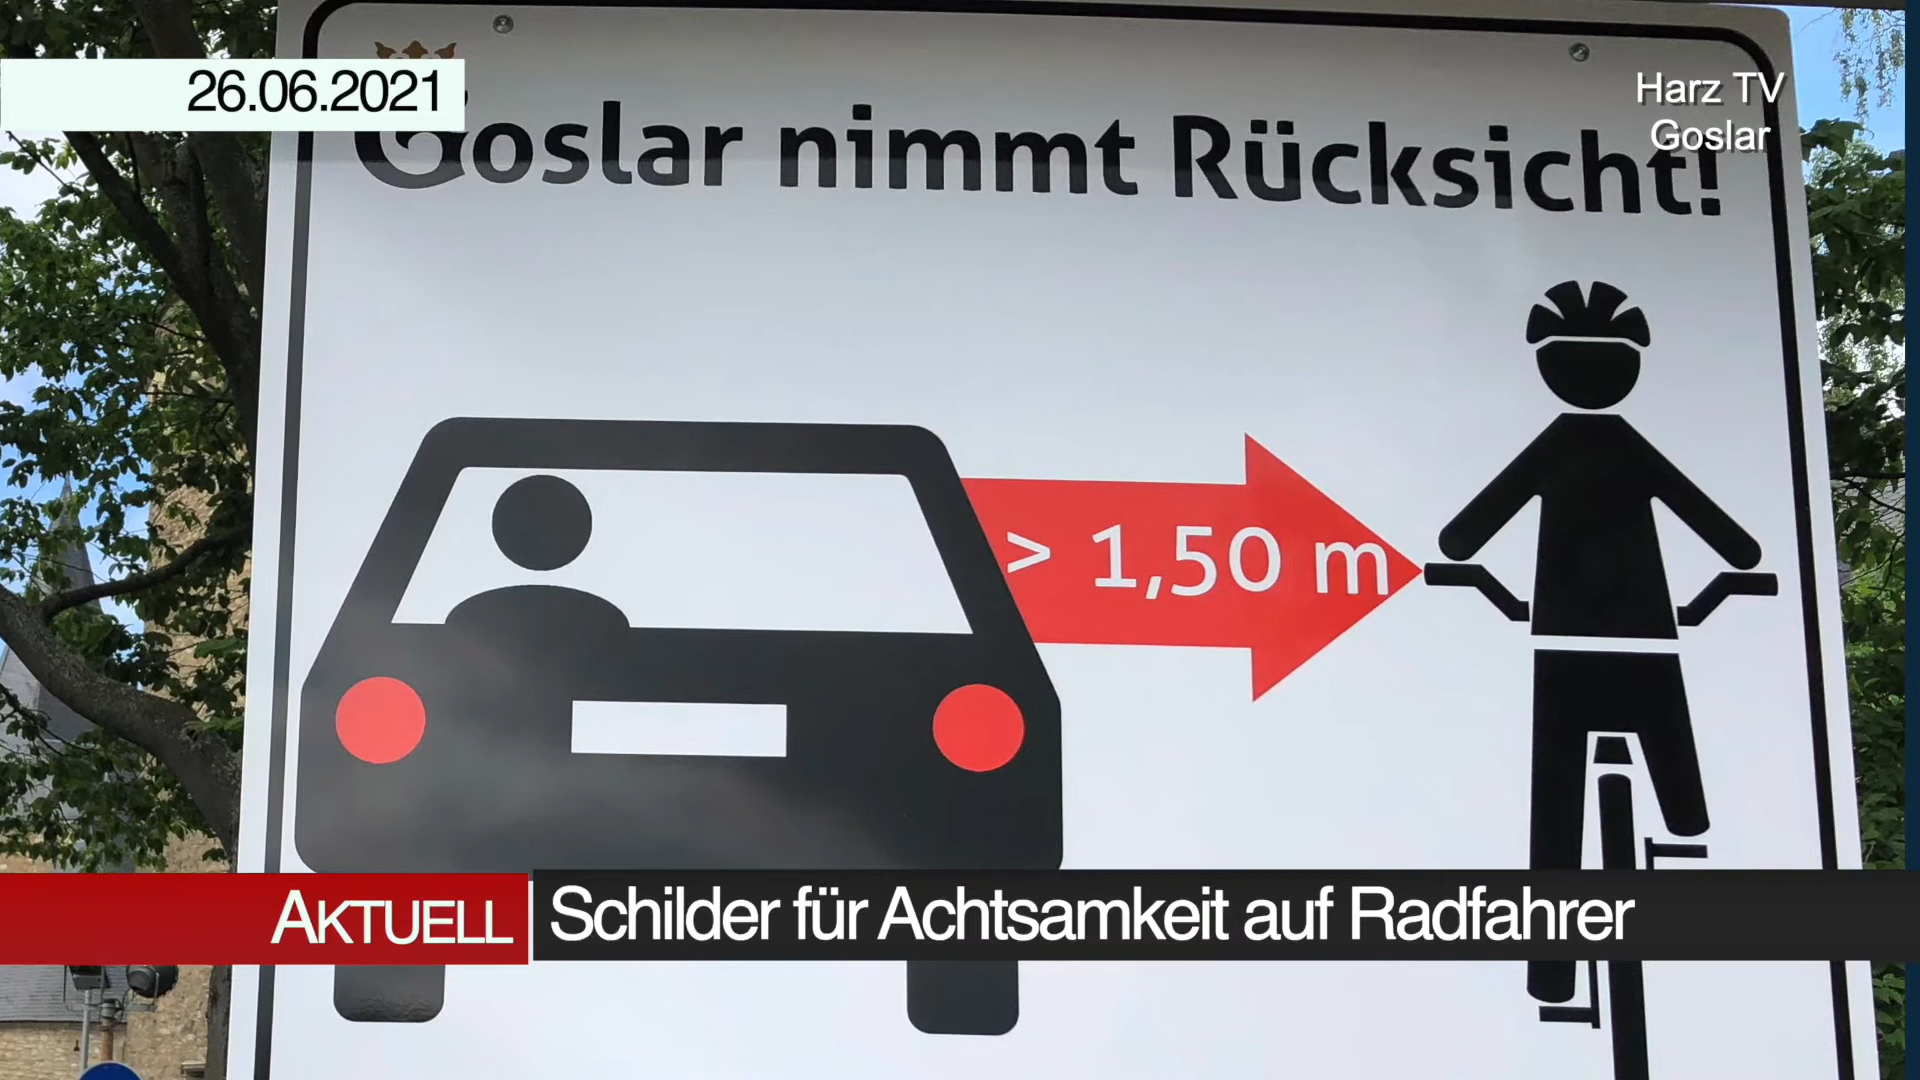 26.06.2021
Harz TV
Goslar
Goslar nimmt Rücksicht!
> 1,50 m
AKTUELL
Schilder für Achtsamkeit auf Radfahrer